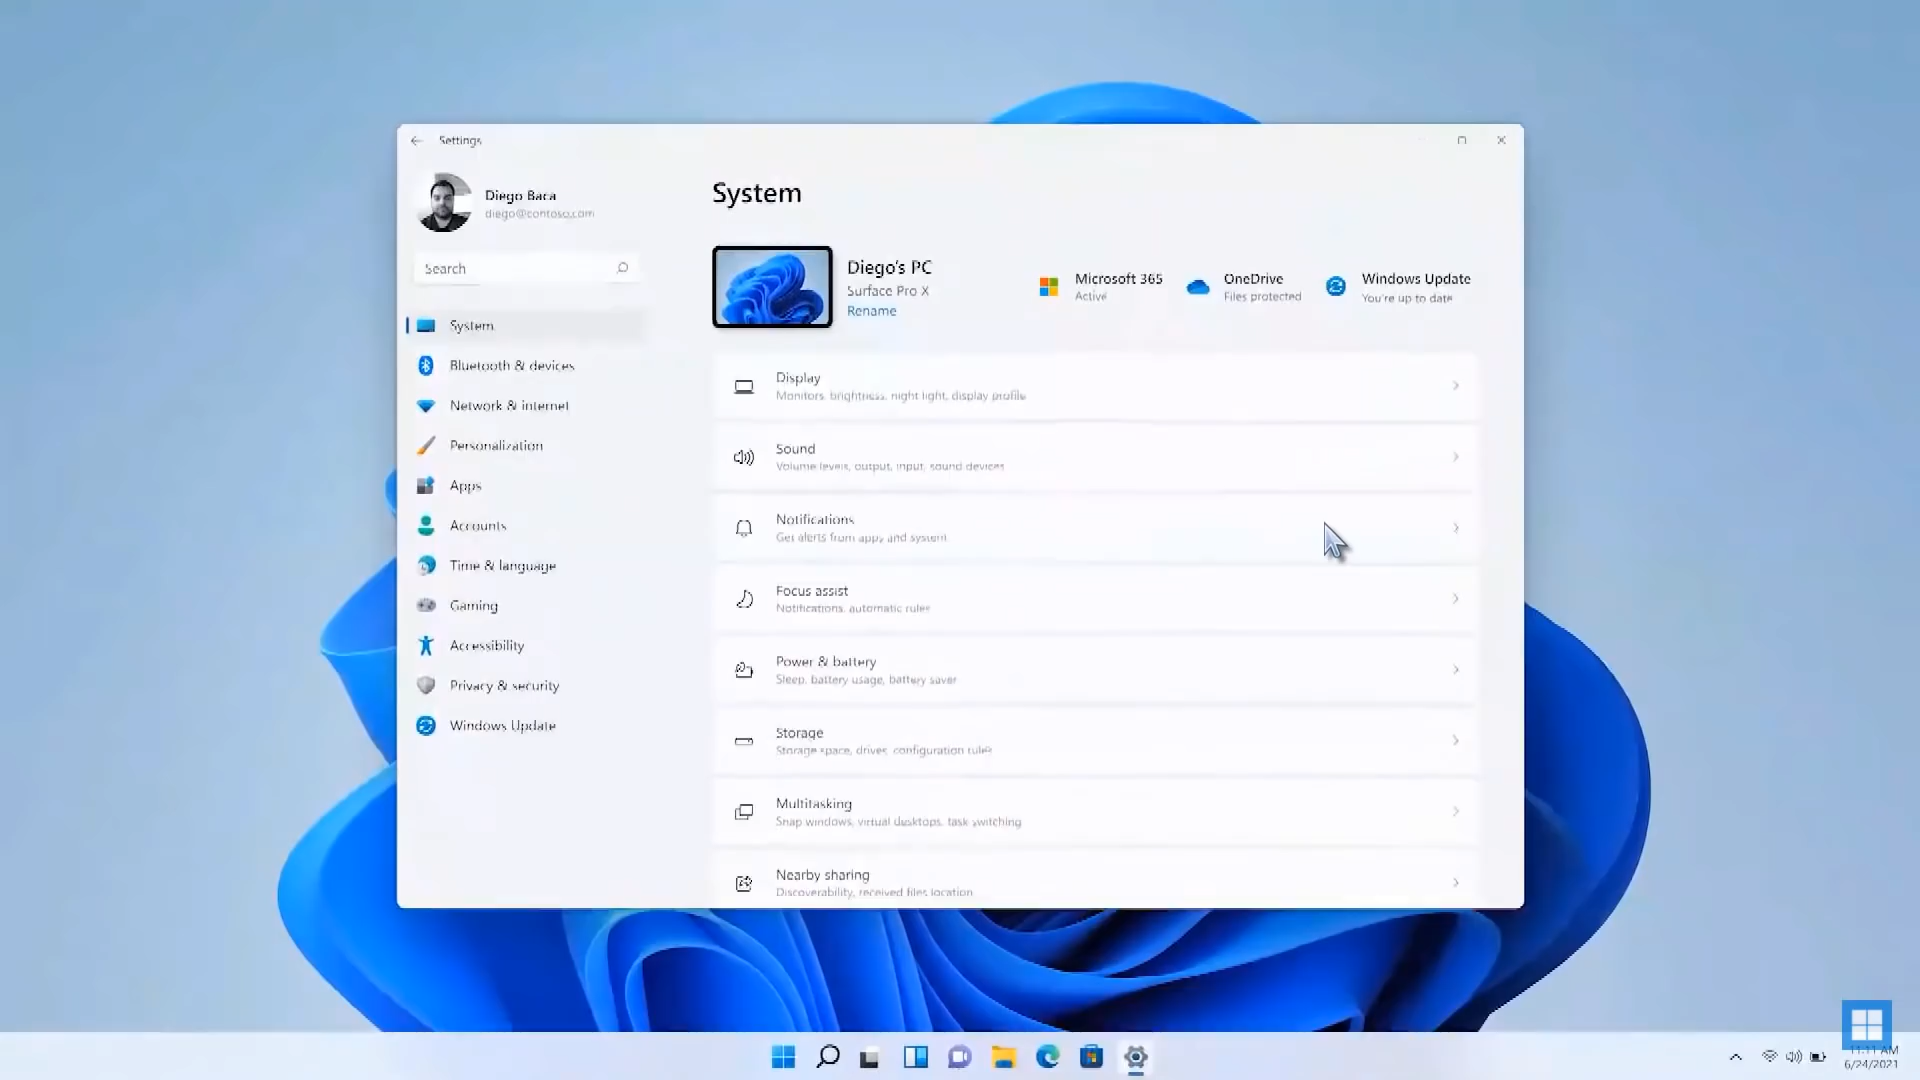 Settings
Diego Baca
diego@contoso.com
Search
System
Bluetooth & devices
Network & internet
Personalization
Apps
Accounts
Time & language
Gaming
Accessibility
Privacy & security
Windows Update
System
Diego's PC
Surface Pro X
Rename
Microsoft 365
Active
OneDrive
Files protected
Windows Update
You're up to date
Display
Monitors, brightness, night light, display profile
Sound
Volume levels, output, input, sound devices
Notifications
Get alerts from apps and system
Focus assist
Notifications, automatic rules
Power & battery
Sleep, battery usage, battery saver
Storage
Storage space, drives, configuration rules
Multitasking
Snap windows, virtual desktops, task switching
Nearby sharing
Discoverability, received files location
11:11 AM
6/24/2021